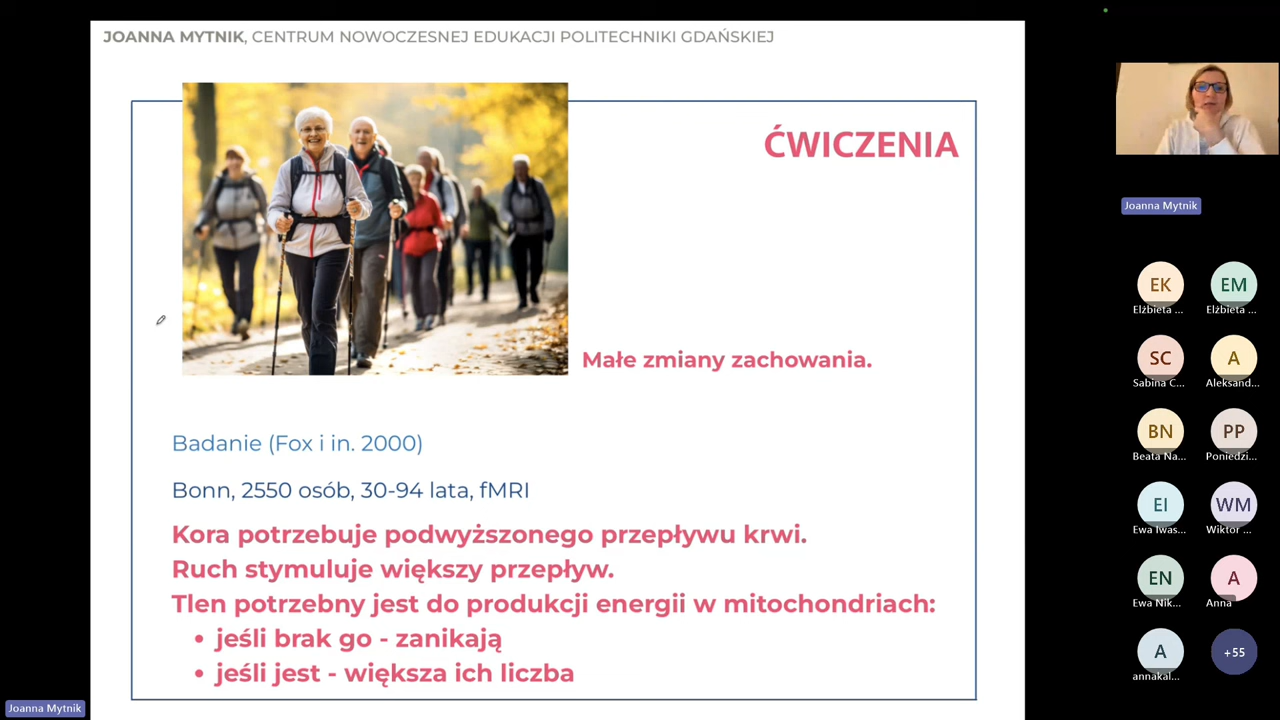 JOANNA MYTNIK, CENTRUM NOWOCZESNEJ EDUKACJI POLITECHNIKI GDAŃSKIEJ
ĆWICZENIA
Małe zmiany zachowania.
Badanie (Fox i in. 2000)
Bonn, 2550 osób, 30-94 lata, fMRI
Kora potrzebuje podwyższonego przepływu krwi.
Ruch stymuluje większy przepływ.
Tlen potrzebny jest do produkcji energii w mitochondriach:
• jeśli brak go - zanikają
• jeśli jest - większa ich liczba
Joanna Mytnik
Joanna Mytnik
EK EM
Elżbieta ... Elżbieta ...
SC A
Sabina C... Aleksand...
BN PP
Beata Na... Poniedzi...
EI WM
Ewa Iwas... Wiktor ...
EN A
Ewa Nik... Anna
A +55
annakal...